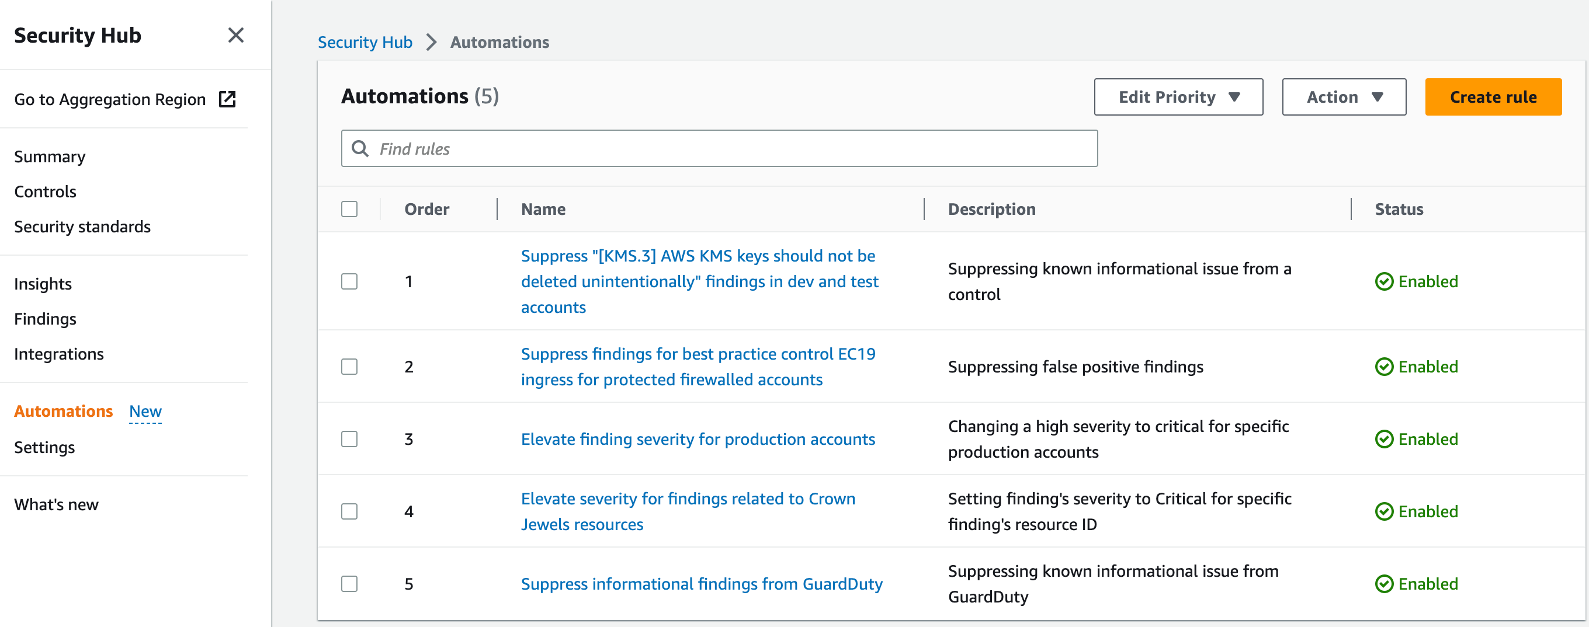 Security Hub
Go to Aggregation Region
Summary
Controls
Security standards
Insights
Findings
Integrations
Automations New
Settings
What's new
Security Hub > Automations
Automations (5)
Edit Priority ▼
Action ▼
Create rule
Find rules
Order Name Description Status
1
Suppress "[KMS.3] AWS KMS keys should not be
deleted unintentionally" findings in dev and test
accounts
Suppressing known informational issue from a
control
Enabled
2
Suppress findings for best practice control EC19
ingress for protected firewalled accounts
Suppressing false positive findings
Enabled
3
Elevate finding severity for production accounts
Changing a high severity to critical for specific
production accounts
Enabled
4
Elevate severity for findings related to Crown
Jewels resources
Setting finding's severity to Critical for specific
finding's resource ID
Enabled
5
Suppress informational findings from GuardDuty
Suppressing known informational issue from
GuardDuty
Enabled